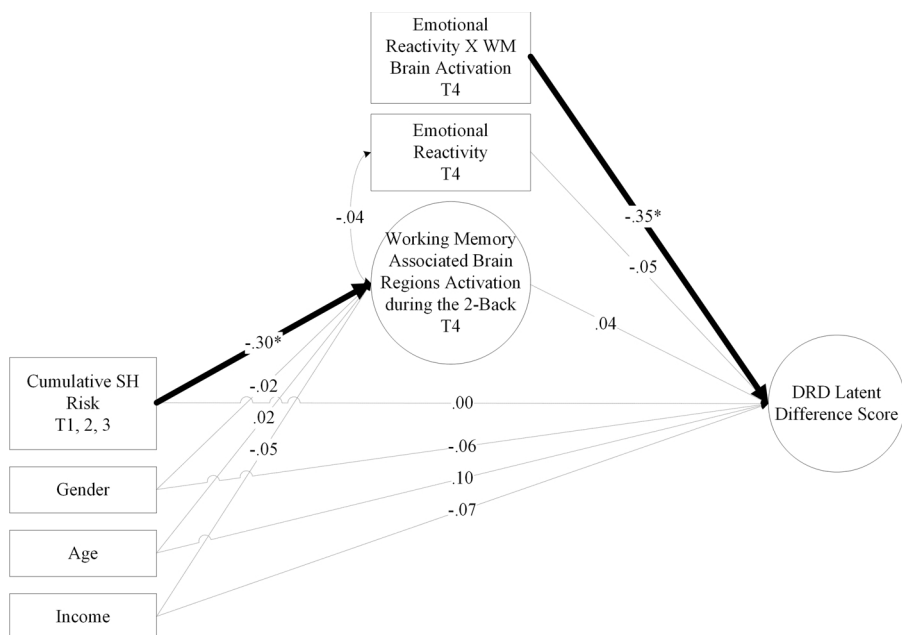 Emotional
Reactivity X WM
Brain Activation
T4
Emotional
Reactivity
T4
-.04
-.35*
-.05
Working Memory
Associated Brain
Regions Activation
during the 2-Back
T4
.04
-.30*
Cumulative SH
Risk
T1, 2, 3
-.02
.02
-.05
.00
DRD Latent
Difference Score
-.06
.10
-.07
Gender
Age
Income